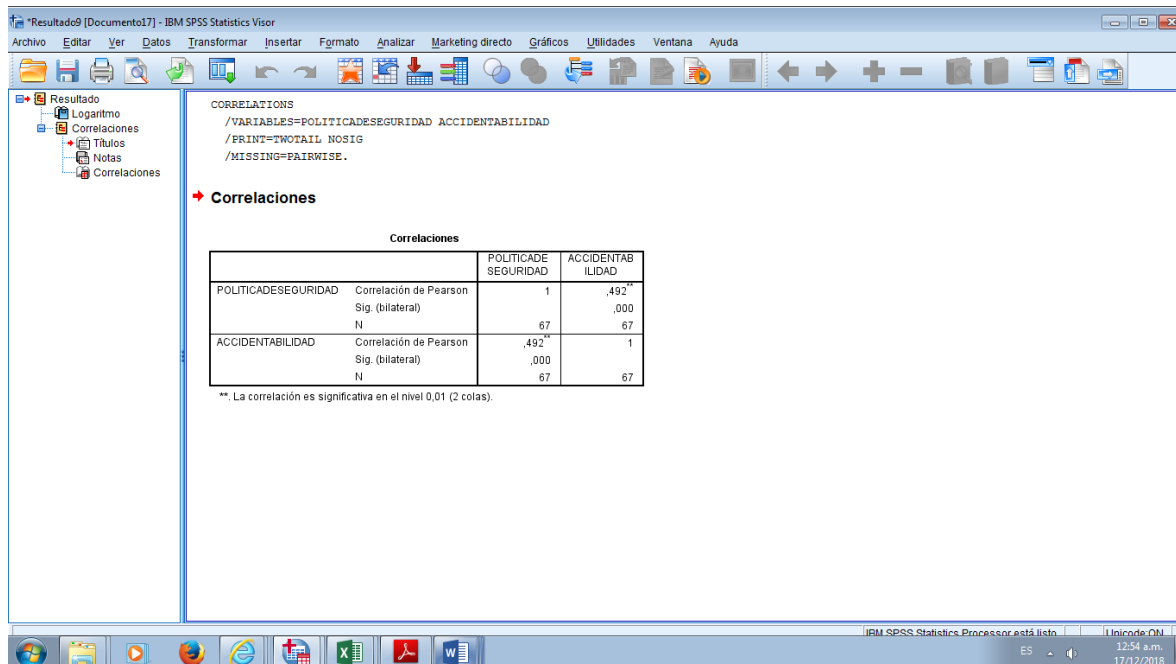 *Resultado9 [Documento17] - IBM SPSS Statistics Visor
Archivo Editar Ver Datos Transformar Insertar Formato Analizar Marketing directo Gráficos Utilidades Ventana Ayuda
Resultado
Logaritmo
Correlaciones
Títulos
Notas
Correlaciones
CORRELATIONS
/VARIABLES=POLITICADESEGURIDAD ACCIDENTABILIDAD
/PRINT=TWOTAIL NOSIG
/MISSING=PAIRWISE.
Correlaciones
Correlaciones
POLITICADE ACCIDENTAB
SEGURIDAD ILIDAD
POLITICADESEGURIDAD Correlación de Pearson 1 ,492**
Sig. (bilateral) ,000
N 67 67
ACCIDENTABILIDAD Correlación de Pearson ,492** 1
Sig. (bilateral) ,000
N 67 67
**. La correlación es significativa en el nivel 0,01 (2 colas).
IBM SPSS Statistics Processor está listo Unicode:ON
ES 12:54 a.m.
17/12/2018